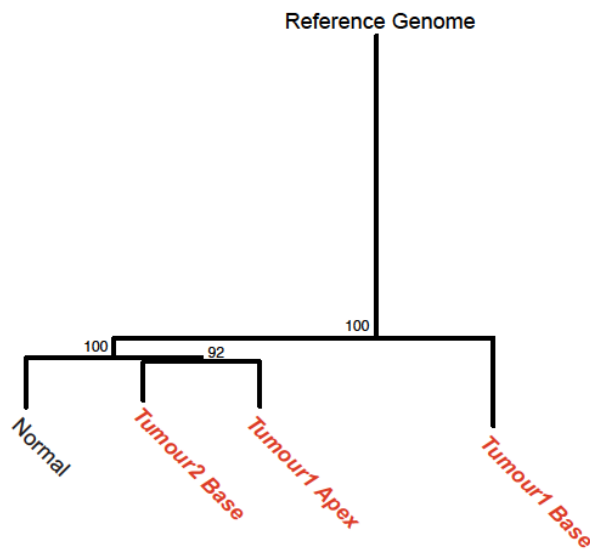 Reference Genome
100
100
92
Normal
Tumour2 Base
Tumour1 Apex
Tumour1 Base